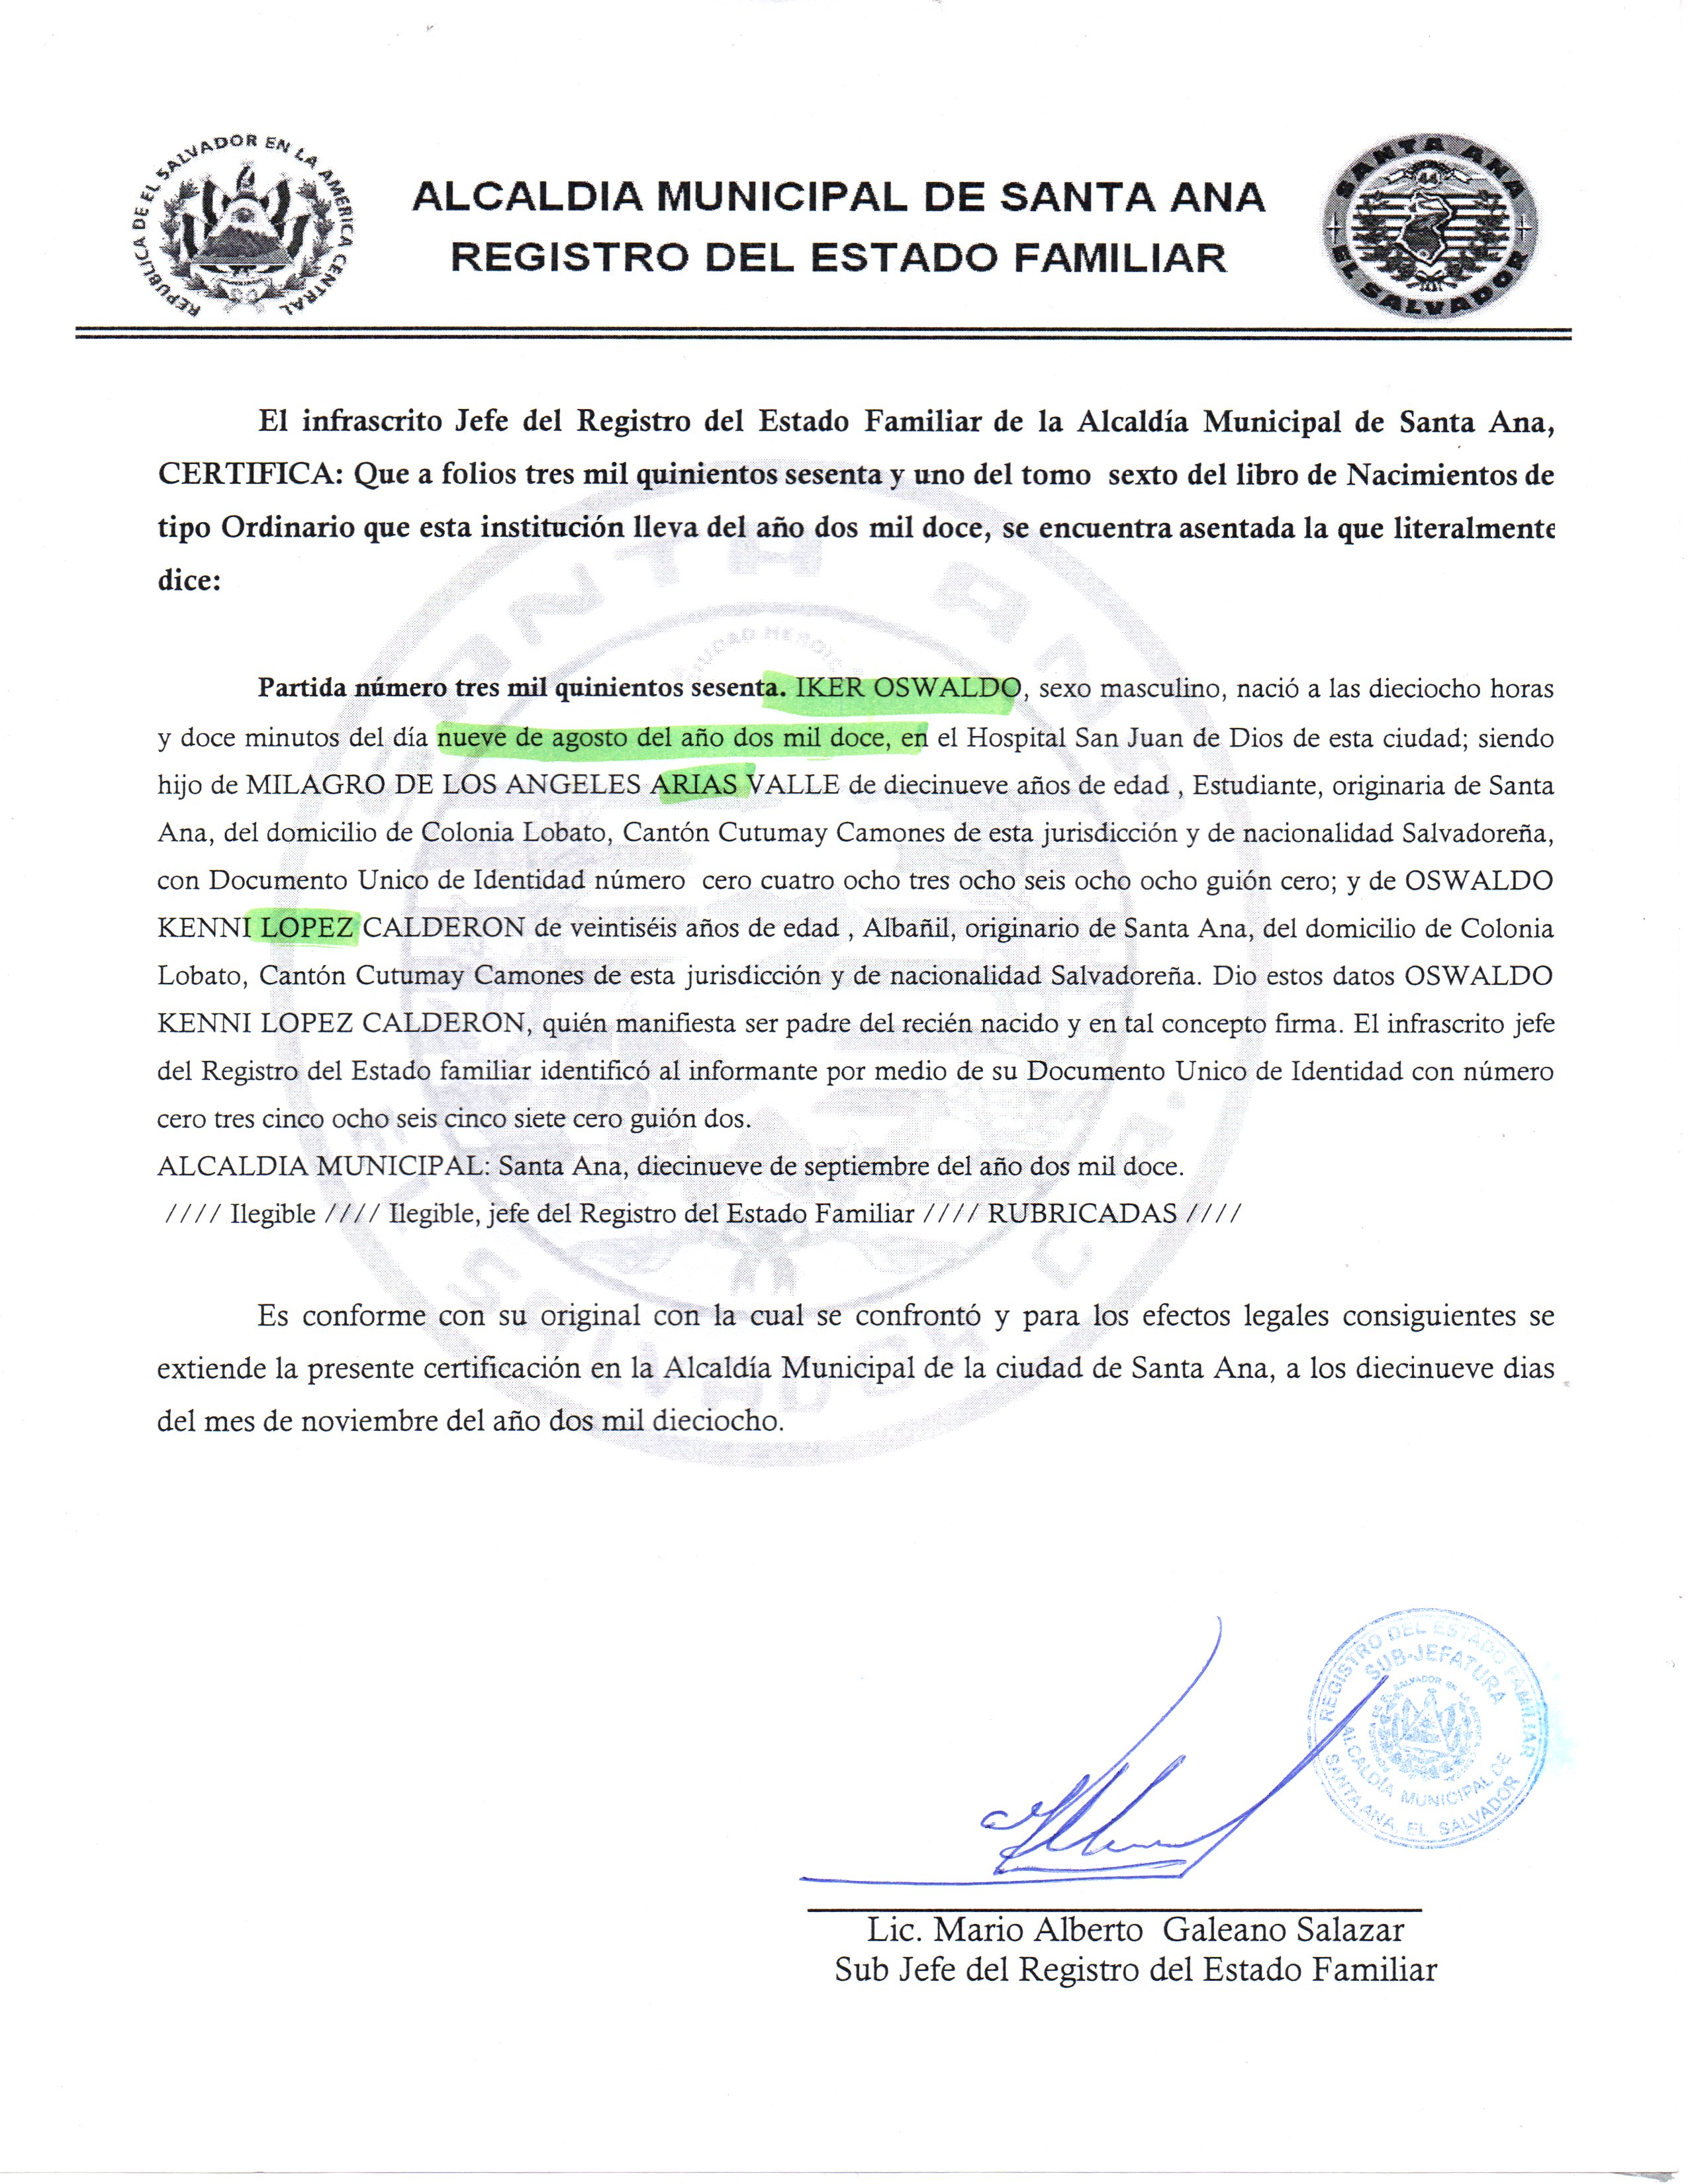 REPUBLICA DE EL SALVADOR EN LA AMERICA CENTRAL
ALCALDIA MUNICIPAL DE SANTA ANA
REGISTRO DEL ESTADO FAMILIAR
SANTA ANA
44
EL SALVADOR
El infrascrito Jefe del Registro del Estado Familiar de la Alcaldía Municipal de Santa Ana,
CERTIFICA: Que a folios tres mil quinientos sesenta y uno del tomo sexto del libro de Nacimientos de
tipo Ordinario que esta institución lleva del año dos mil doce, se encuentra asentada la que literalmente
dice:
Partida número tres mil quinientos sesenta. IKER OSWALDO, sexo masculino, nació a las dieciocho horas
y doce minutos del día nueve de agosto del año dos mil doce, en el Hospital San Juan de Dios de esta ciudad; siendo
hijo de MILAGRO DE LOS ANGELES ARIAS VALLE de diecinueve años de edad , Estudiante, originaria de Santa
Ana, del domicilio de Colonia Lobato, Cantón Cutumay Camones de esta jurisdicción y de nacionalidad Salvadoreña,
con Documento Unico de Identidad número cero cuatro ocho tres ocho seis ocho ocho guión cero; y de OSWALDO
KENNI LOPEZ CALDERON de veintiséis años de edad , Albañil, originario de Santa Ana, del domicilio de Colonia
Lobato, Cantón Cutumay Camones de esta jurisdicción y de nacionalidad Salvadoreña. Dio estos datos OSWALDO
KENNI LOPEZ CALDERON, quién manifiesta ser padre del recién nacido y en tal concepto firma. El infrascrito jefe
del Registro del Estado familiar identificó al informante por medio de su Documento Unico de Identidad con número
cero tres cinco ocho seis cinco siete cero guión dos.
ALCALDIA MUNICIPAL: Santa Ana, diecinueve de septiembre del año dos mil doce.
//// Ilegible //// Ilegible, jefe del Registro del Estado Familiar //// RUBRICADAS ////
Es conforme con su original con la cual se confrontó y para los efectos legales consiguientes se
extiende la presente certificación en la Alcaldía Municipal de la ciudad de Santa Ana, a los diecinueve dias
del mes de noviembre del año dos mil dieciocho.
REGISTRO DEL ESTADO FAMILIAR
SUB-JEFATURA
ALCALDÍA MUNICIPAL DE
SANTA ANA, EL SALVADOR
Lic. Mario Alberto Galeano Salazar
Sub Jefe del Registro del Estado Familiar